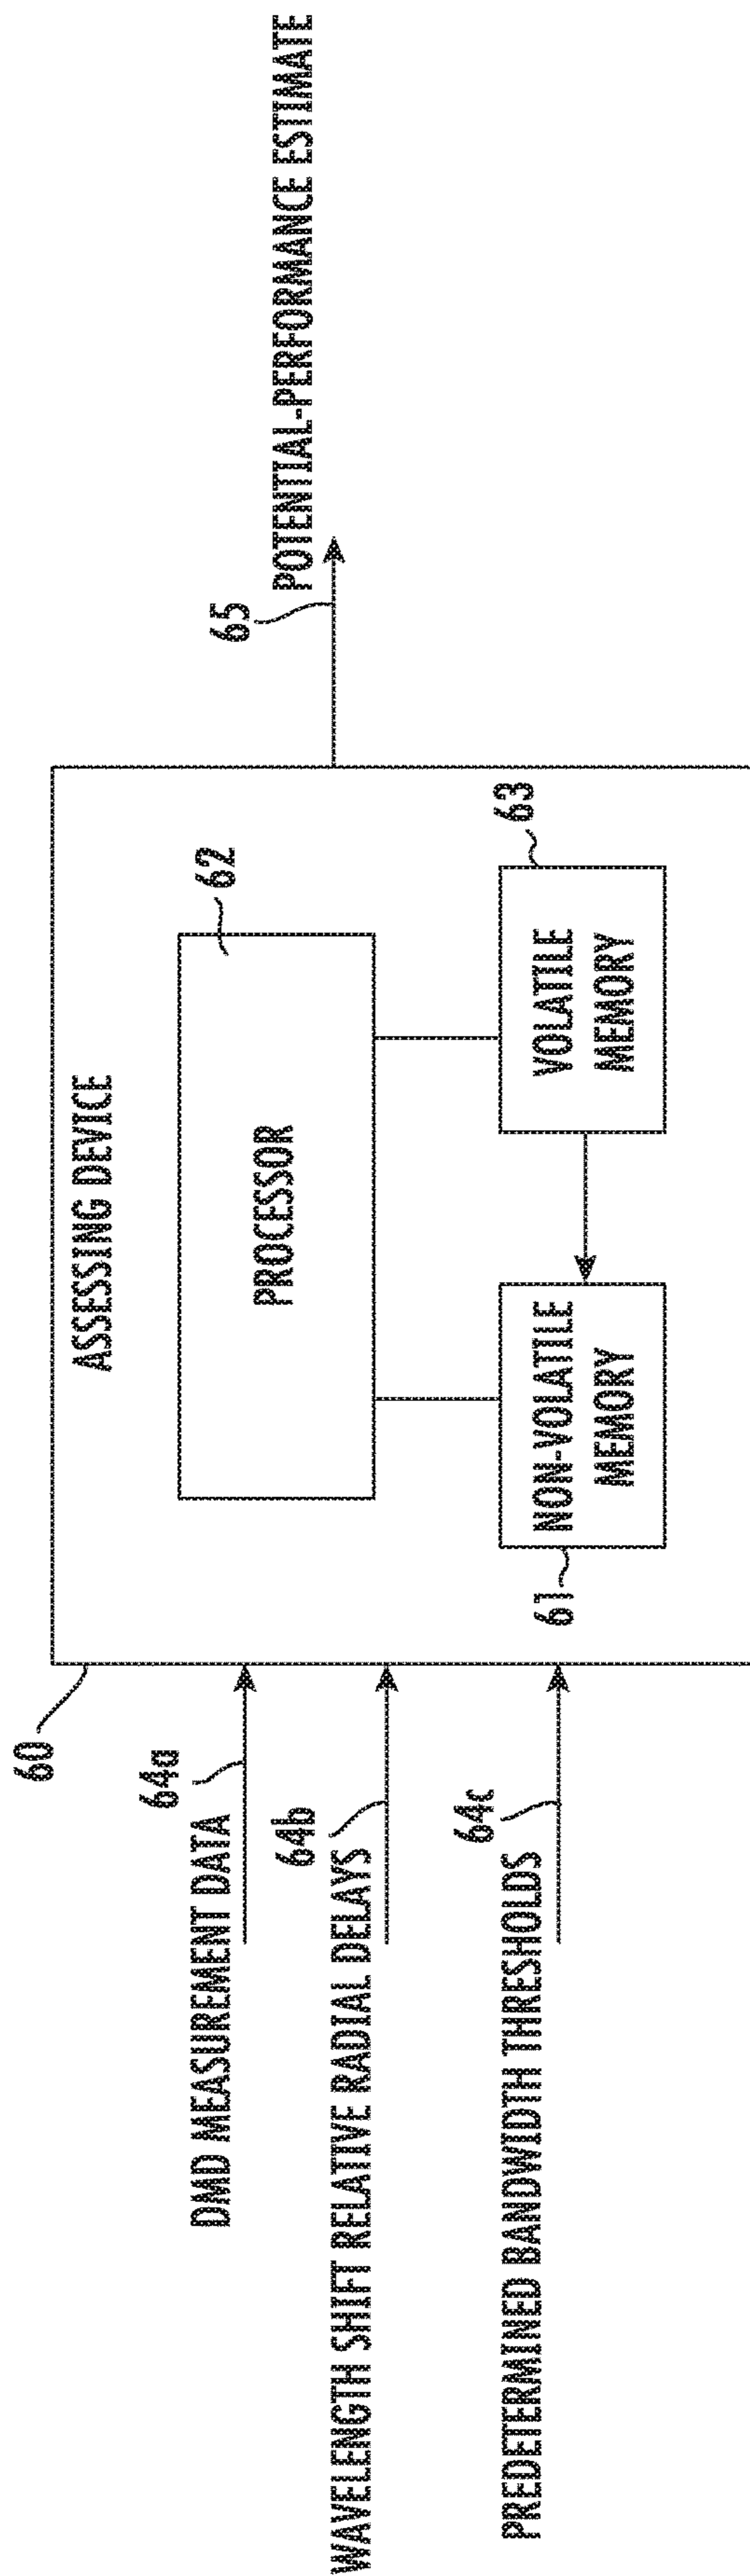 60
ASSESSING DEVICE
64a
DMD MEASUREMENT DATA
64b
WAVELENGTH SHIFT RELATIVE RADIAL DELAYS
64c
PREDETERMINED BANDWIDTH THRESHOLDS
62
PROCESSOR
61
NON-VOLATILE
MEMORY
63
VOLATILE
MEMORY
65
POTENTIAL-PERFORMANCE ESTIMATE